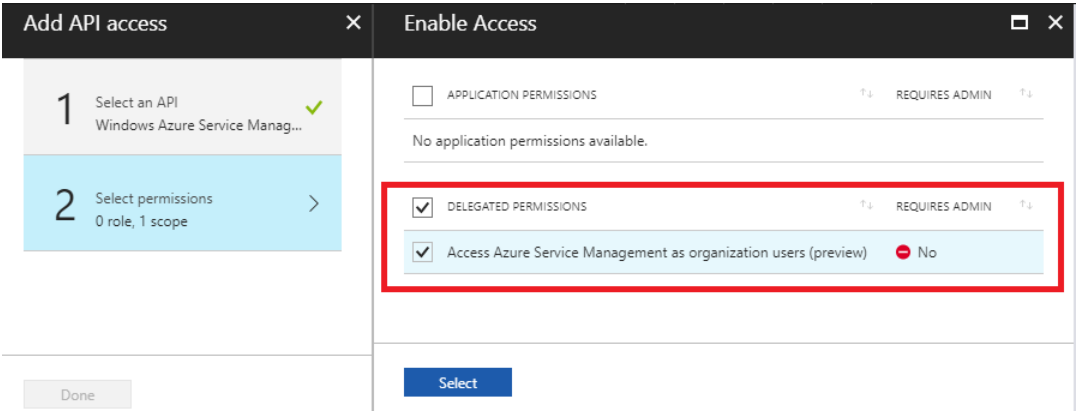 Add API access
Enable Access
1
Select an API
Windows Azure Service Manag...
2
Select permissions
0 role, 1 scope
Done
APPLICATION PERMISSIONS
REQUIRES ADMIN
No application permissions available.
DELEGATED PERMISSIONS
REQUIRES ADMIN
Access Azure Service Management as organization users (preview)
No
Select